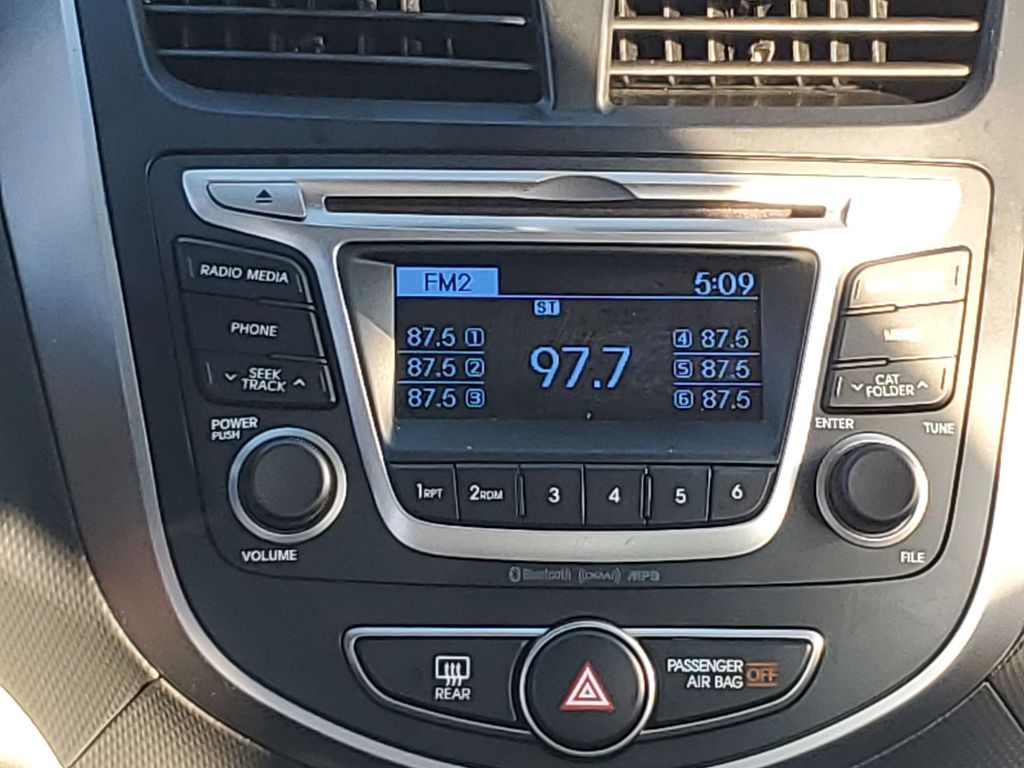 RADIO MEDIA
PHONE
SEEK
TRACK
POWER
PUSH
VOLUME
FM2
5:09
ST
87.5 1
87.5 2
87.5 3
97.7
4 87.5
5 87.5
6 87.5
1RPT
2RDM
3
4
5
6
CAT
FOLDER
ENTER
TUNE
FILE
Bluetooth
MP3
REAR
PASSENGER
AIR BAG OFF